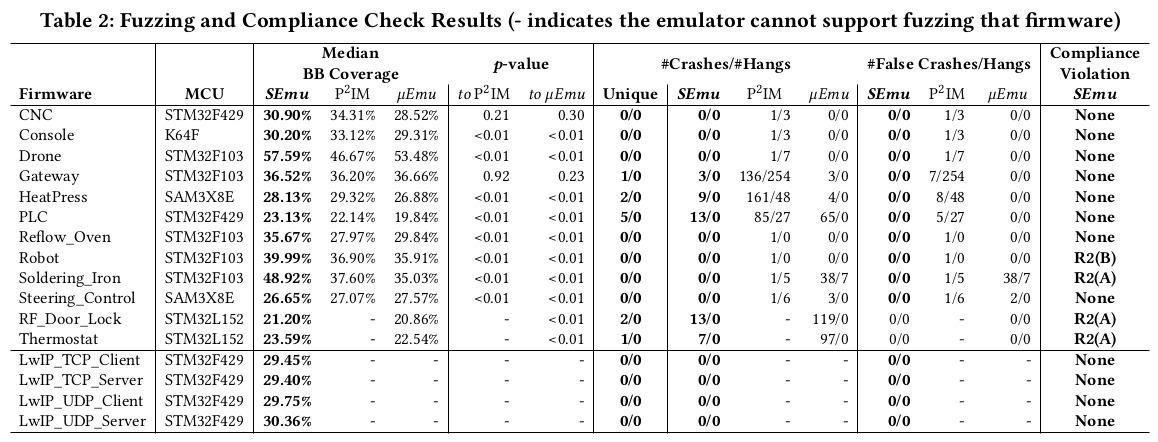 Table 2: Fuzzing and Compliance Check Results (- indicates the emulator cannot support fuzzing that firmware)
Median BB Coverage p-value #Crashes/#Hangs #False Crashes/Hangs Compliance Violation
Firmware MCU SEmu P²IM μEmu to P²IM to μEmu Unique SEmu P²IM μEmu SEmu P²IM μEmu SEmu
CNC STM32F429 30.90% 34.31% 28.52% 0.21 0.30 0/0 0/0 1/3 0/0 0/0 1/3 0/0 None
Console K64F 30.20% 33.12% 29.31% <0.01 <0.01 0/0 0/0 1/3 0/0 0/0 1/3 0/0 None
Drone STM32F103 57.59% 46.67% 53.48% <0.01 <0.01 0/0 0/0 1/7 0/0 0/0 1/7 0/0 None
Gateway STM32F103 36.52% 36.20% 36.66% 0.92 0.23 1/0 3/0 136/254 3/0 0/0 7/254 0/0 None
HeatPress SAM3X8E 28.13% 29.32% 26.88% <0.01 <0.01 2/0 9/0 161/48 4/0 0/0 8/48 0/0 None
PLC STM32F429 23.13% 22.14% 19.84% <0.01 <0.01 5/0 13/0 85/27 65/0 0/0 5/27 0/0 None
Reflow_Oven STM32F103 35.67% 27.97% 29.84% <0.01 <0.01 0/0 0/0 1/0 0/0 0/0 1/0 0/0 None
Robot STM32F103 39.99% 36.90% 35.91% <0.01 <0.01 0/0 0/0 1/0 0/0 0/0 1/0 0/0 R2(B)
Soldering_Iron STM32F103 48.92% 37.60% 35.03% <0.01 <0.01 0/0 0/0 1/5 38/7 0/0 1/5 38/7 R2(A)
Steering_Control SAM3X8E 26.65% 27.07% 27.57% <0.01 <0.01 0/0 0/0 1/6 3/0 0/0 1/6 2/0 None
RF_Door_Lock STM32L152 21.20% - 20.86% - <0.01 2/0 13/0 - 119/0 0/0 - 0/0 R2(A)
Thermostat STM32L152 23.59% - 22.54% - <0.01 1/0 7/0 - 97/0 0/0 - 0/0 R2(A)
LwIP_TCP_Client STM32F429 29.45% - - - - 0/0 0/0 - - 0/0 - - None
LwIP_TCP_Server STM32F429 29.40% - - - - 0/0 0/0 - - 0/0 - - None
LwIP_UDP_Client STM32F429 29.75% - - - - 0/0 0/0 - - 0/0 - - None
LwIP_UDP_Server STM32F429 30.36% - - - - 0/0 0/0 - - 0/0 - - None